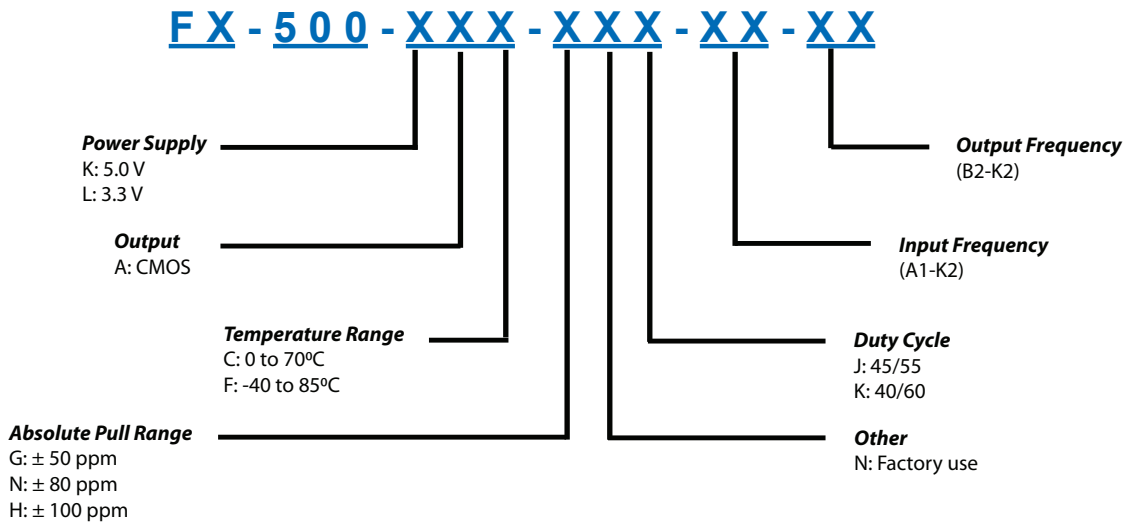 FX-500-XXX-XXX-XX-XX
Power Supply
K: 5.0 V
L: 3.3 V
Output Frequency
(B2-K2)
Output
A: CMOS
Input Frequency
(A1-K2)
Temperature Range
C: 0 to 70ºC
F: -40 to 85ºC
Duty Cycle
J: 45/55
K: 40/60
Absolute Pull Range
G: ± 50 ppm
N: ± 80 ppm
H: ± 100 ppm
Other
N: Factory use